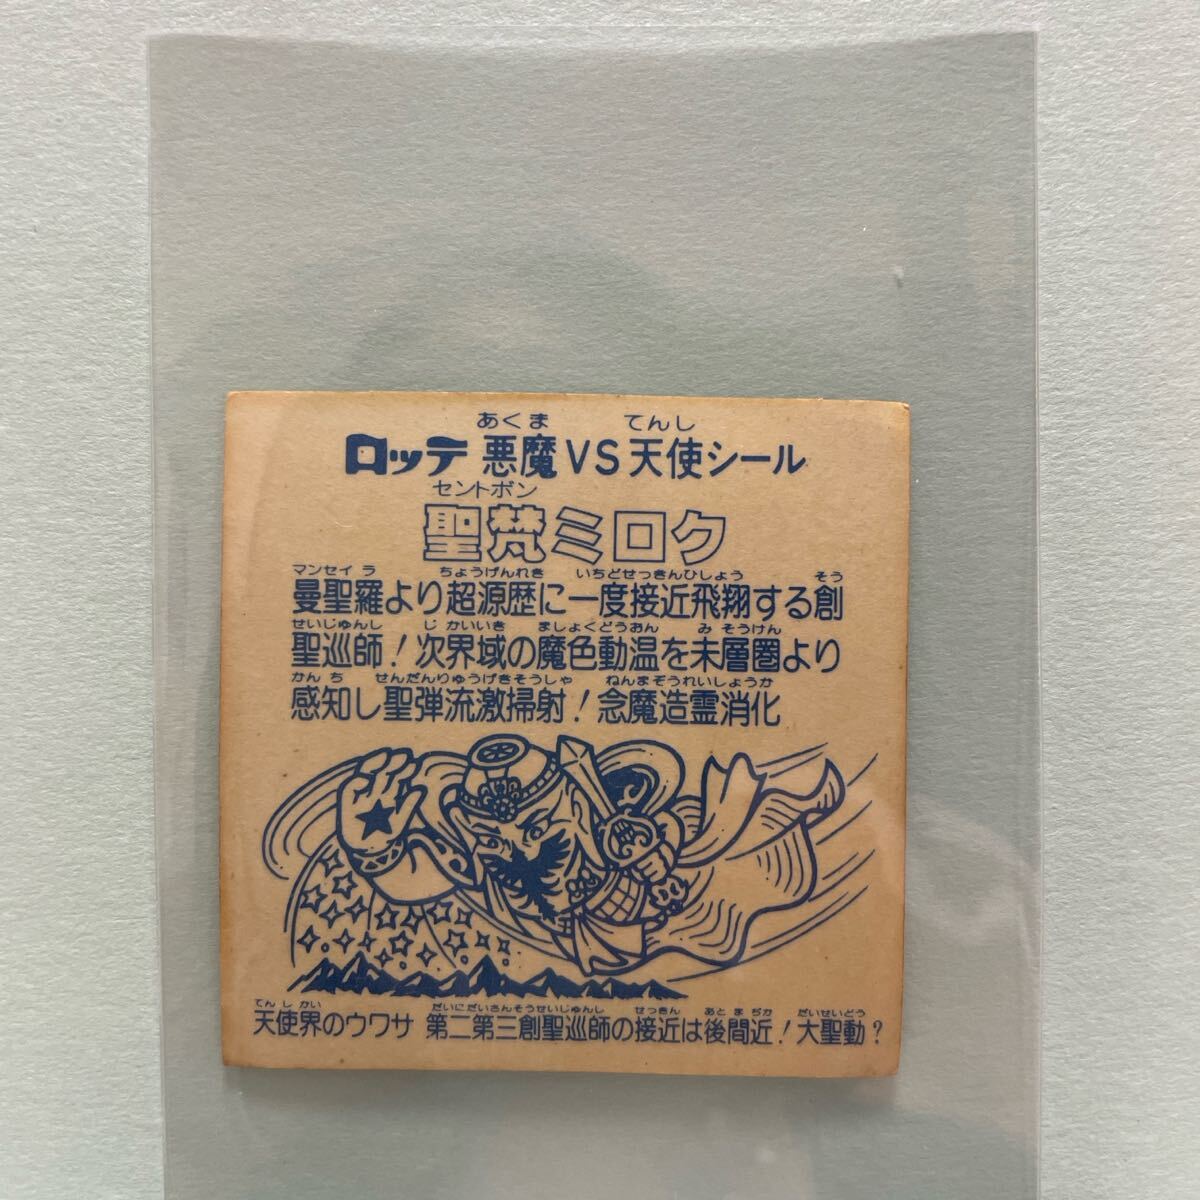 あくま てんし
ロッテ 悪魔VS天使シール
セントボン
聖梵ミロク
マンセイラ ちょうげんれき いちどせっきんひしょう そう
曼聖羅より超源歴に一度接近飛翔する創
せいじゅんし じかいいき ましょくどうおん みそうけん
聖巡師！次界域の魔色動温を未層圏より
かんち せんだんりゅうげきそうしゃ ねんまぞうれいしょうか
感知し聖弾流激掃射！念魔造霊消化
てんしかい だいにだいさんそうせいじゅんし せっきん あとまぢか だいせいどう
天使界のウワサ 第二第三創聖巡師の接近は後間近！大聖動？